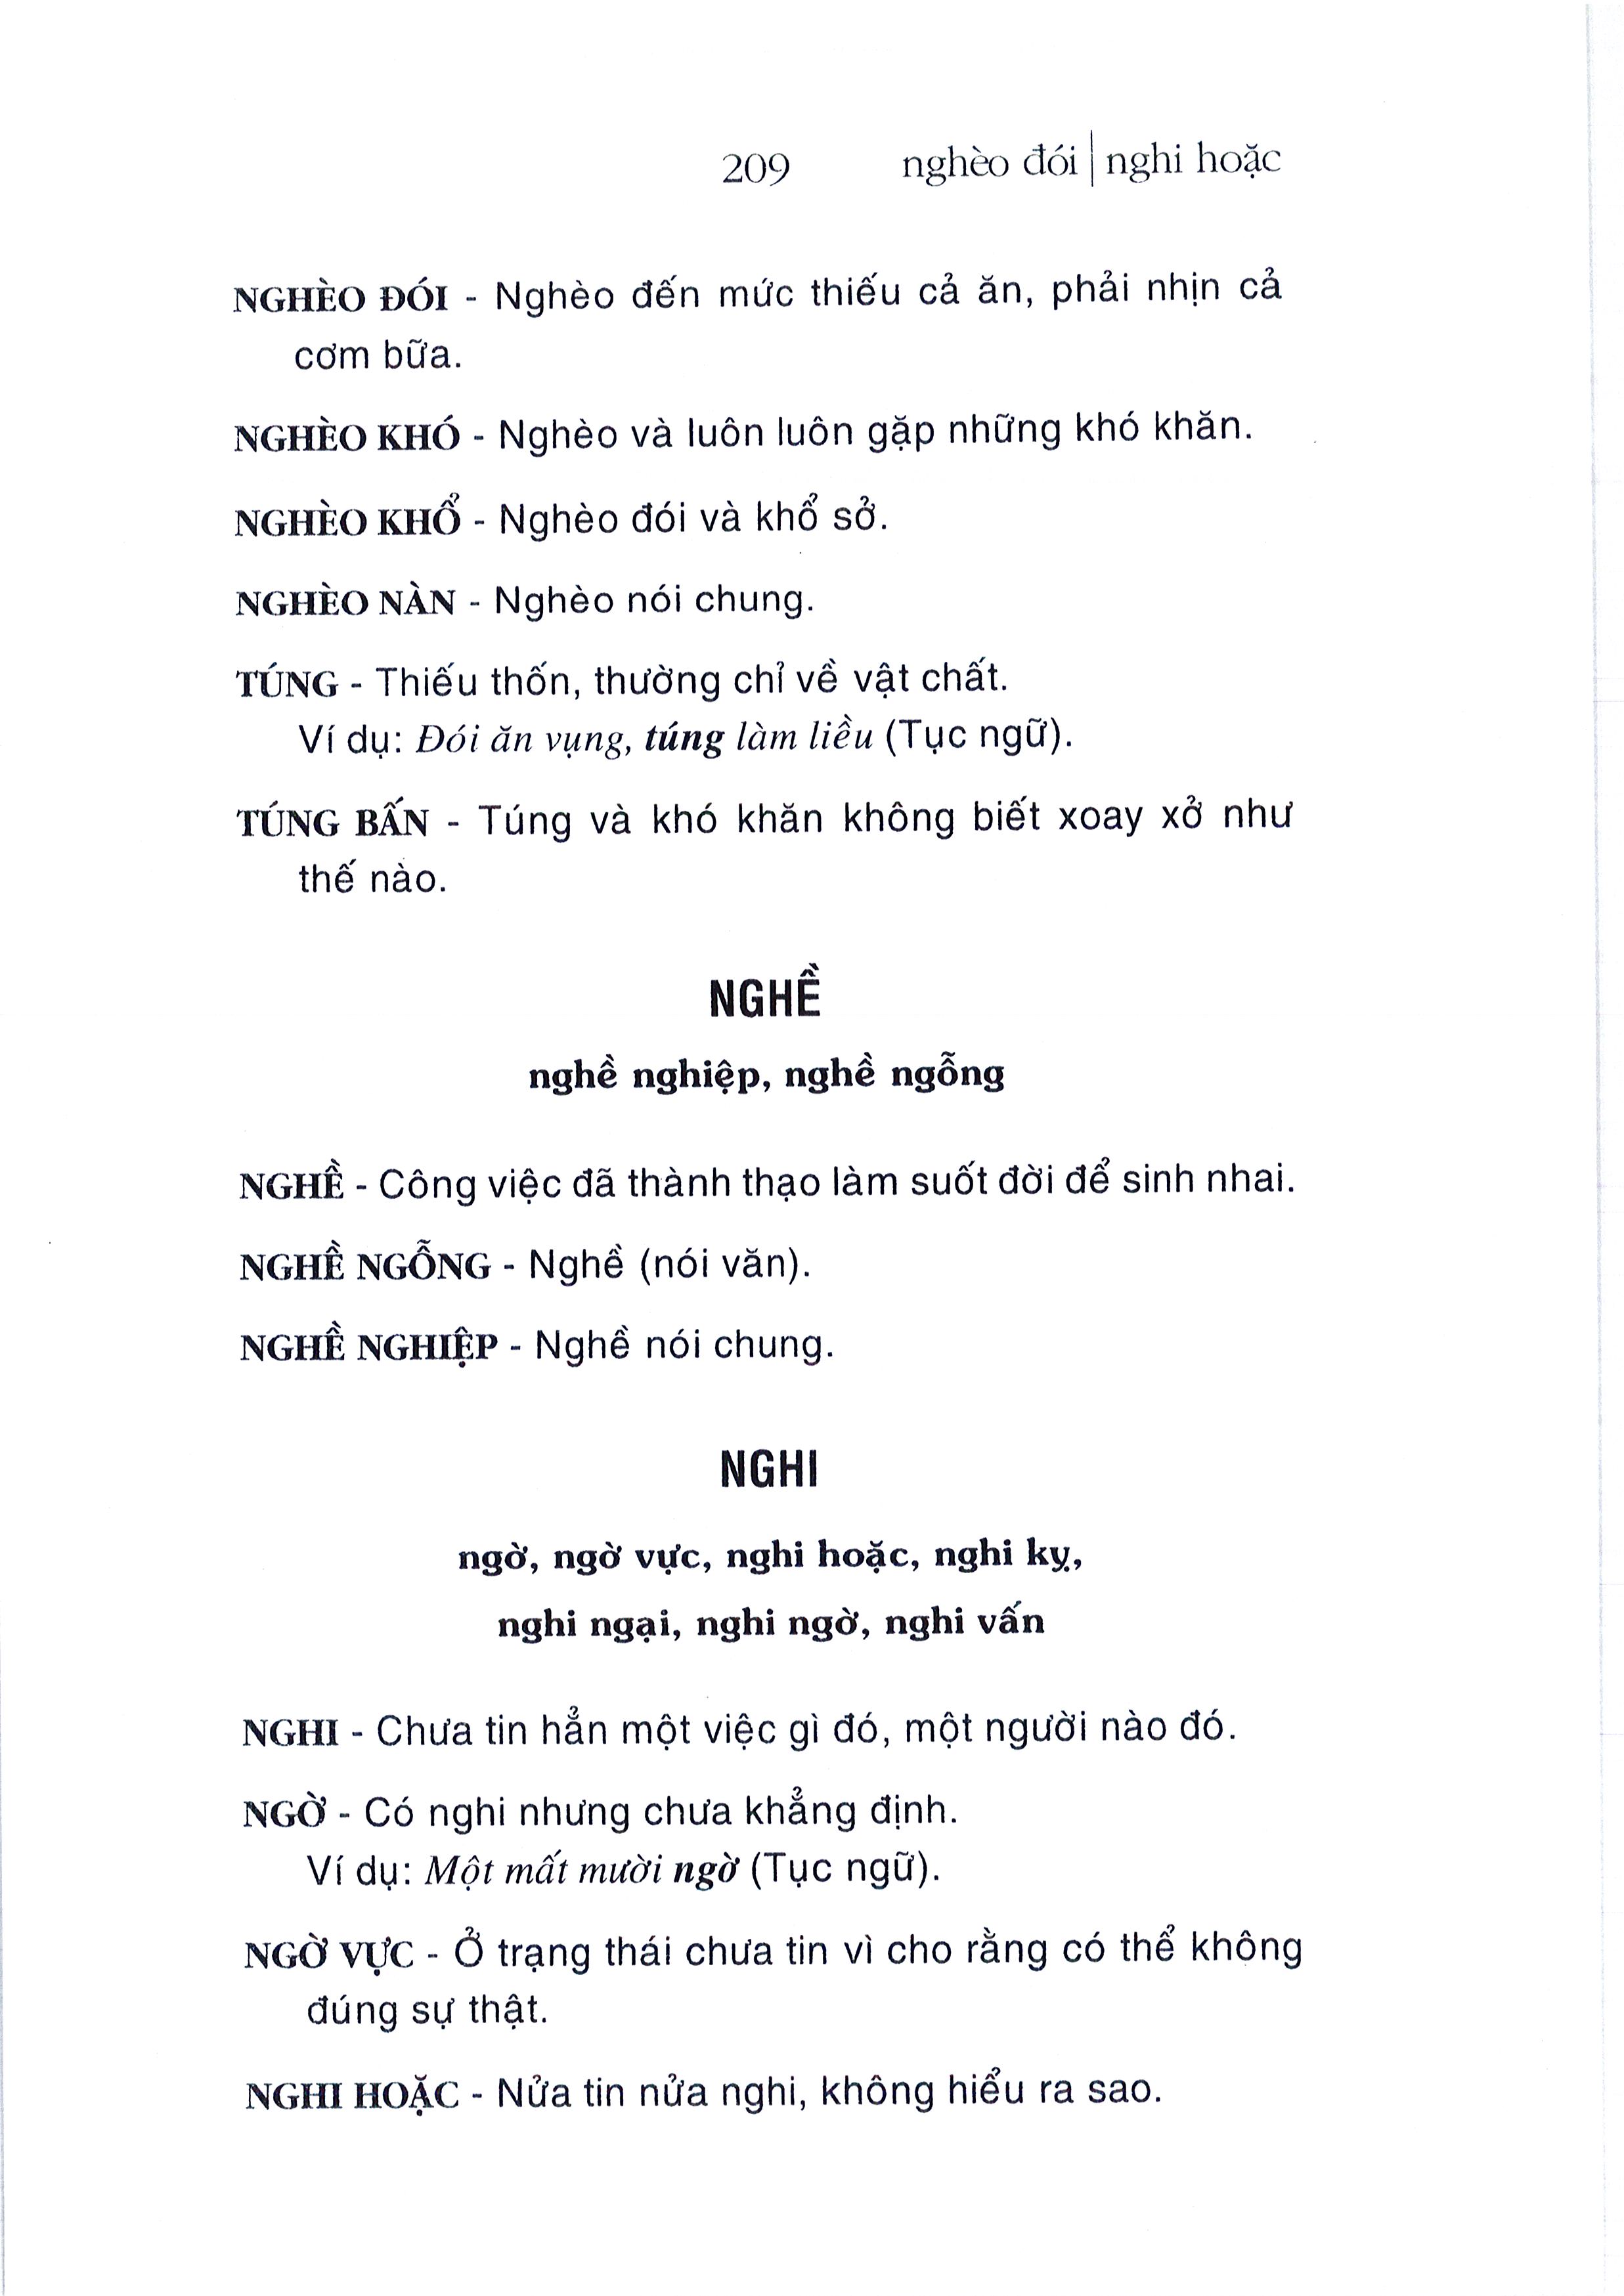 209 nghèo đói | nghi hoặc
NGHÈO ĐÓI - Nghèo đến mức thiếu cả ăn, phải nhịn cả
cơm bữa.
NGHÈO KHÓ - Nghèo và luôn luôn gặp những khó khăn.
NGHÈO KHỔ - Nghèo đói và khổ sở.
NGHÈO NÀN - Nghèo nói chung.
TÚNG - Thiếu thốn, thường chỉ về vật chất.
Ví dụ: Đói ăn vụng, túng làm liều (Tục ngữ).
TÚNG BẤN - Túng và khó khăn không biết xoay xở như
thế nào.
NGHỀ
nghề nghiệp, nghề ngỗng
NGHỀ - Công việc đã thành thạo làm suốt đời để sinh nhai.
NGHỀ NGỖNG - Nghề (nói văn).
NGHỀ NGHIỆP - Nghề nói chung.
NGHI
ngờ, ngờ vực, nghi hoặc, nghi kỵ,
nghi ngại, nghi ngờ, nghi vấn
NGHI - Chưa tin hẳn một việc gì đó, một người nào đó.
NGỜ - Có nghi nhưng chưa khẳng định.
Ví dụ: Một mất mười ngờ (Tục ngữ).
NGỜ VỰC - Ở trạng thái chưa tin vì cho rằng có thể không
đúng sự thật.
NGHI HOẶC - Nửa tin nửa nghi, không hiểu ra sao.